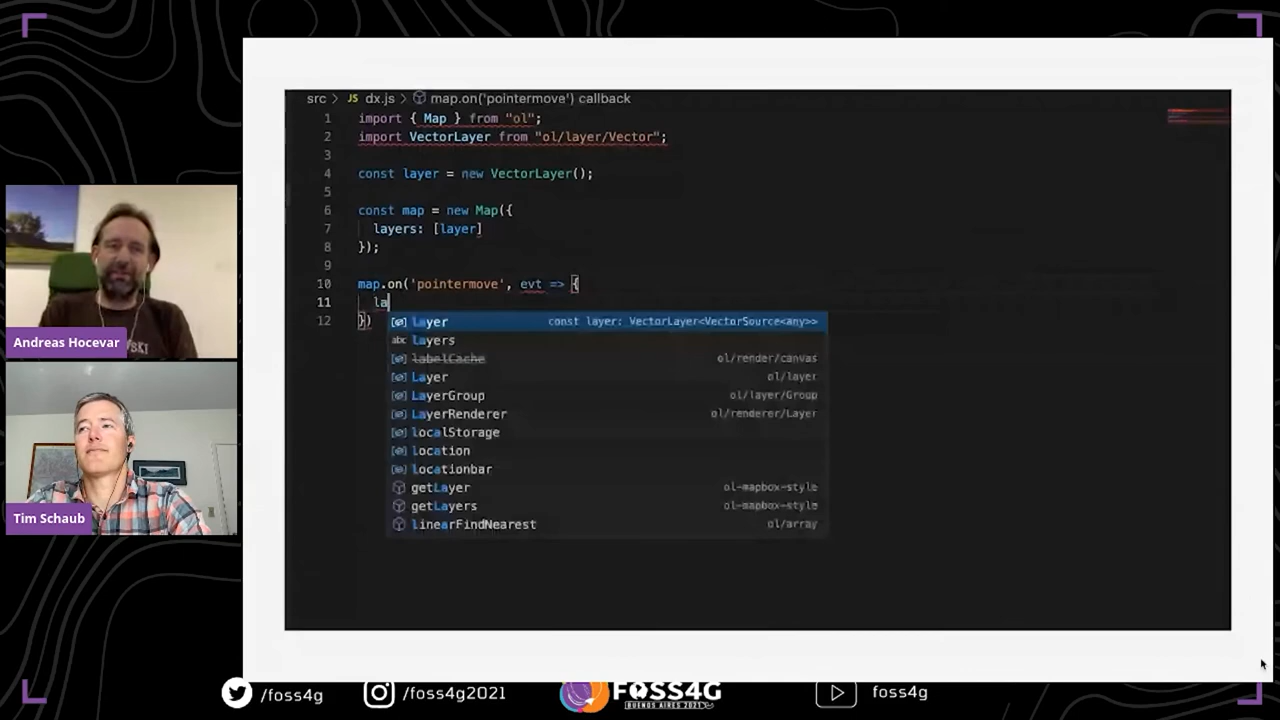 src > JS dx.js > map.on('pointermove') callback
1 import { Map } from "ol";
2 import VectorLayer from "ol/layer/Vector";
3
4 const layer = new VectorLayer();
5
6 const map = new Map({
7 layers: [layer]
8 });
9
10 map.on('pointermove', evt => {
11 la
12 })
layer const layer: VectorLayer<VectorSource<any>>
abc layers
labelCache ol/render/canvas
Layer ol/layer
LayerGroup ol/layer/Group
LayerRenderer ol/renderer/Layer
localStorage
location
locationbar
getLayer ol-mapbox-style
getLayers ol-mapbox-style
linearFindNearest ol/array
Andreas Hocevar
SKI
Tim Schaub
/foss4g
/foss4g2021
FOSS4G
BUENOS AIRES 2021
foss4g